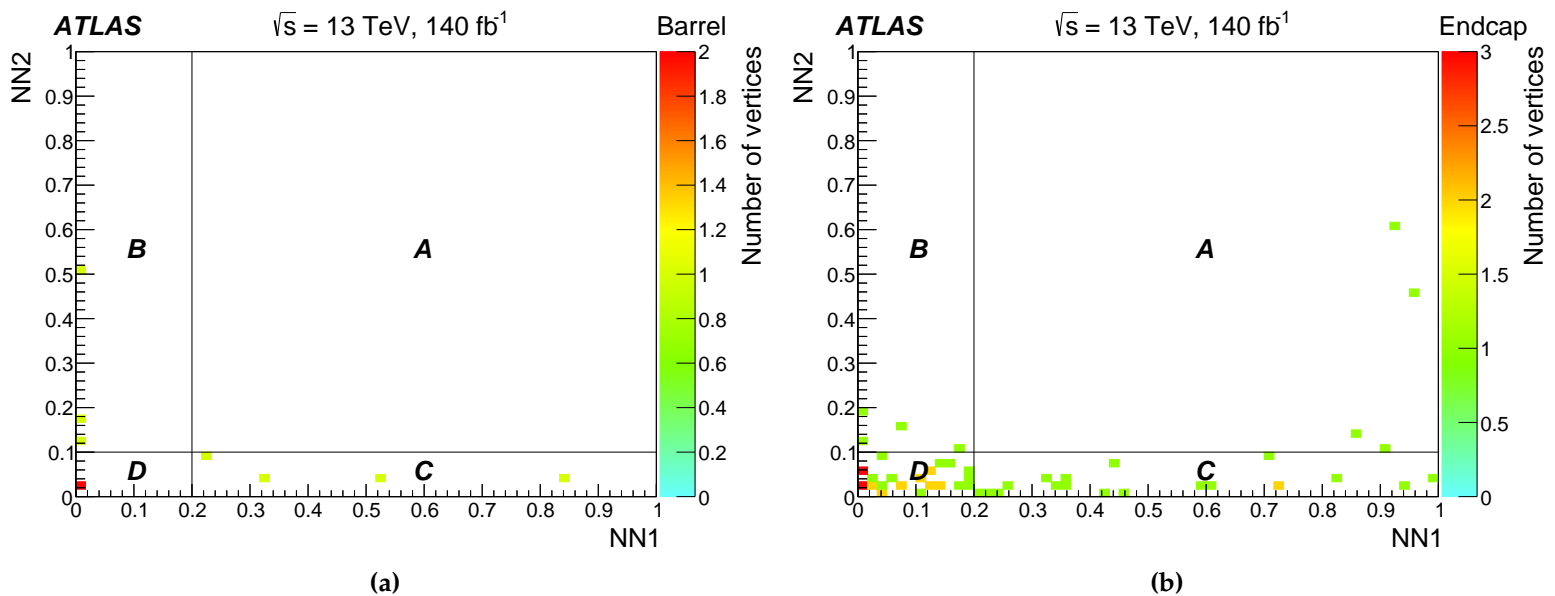 ATLAS √s = 13 TeV, 140 fb-1 Barrel
NN2
1
0.9
0.8
0.7
0.6
0.5
0.4
0.3
0.2
0.1
0
B
A
D
C
0 0.1 0.2 0.3 0.4 0.5 0.6 0.7 0.8 0.9 1
NN1
2
1.8
1.6
1.4
1.2
1
0.8
0.6
0.4
0.2
0
Number of vertices
(a)
ATLAS √s = 13 TeV, 140 fb-1 Endcap
NN2
1
0.9
0.8
0.7
0.6
0.5
0.4
0.3
0.2
0.1
0
B
A
D
C
0 0.1 0.2 0.3 0.4 0.5 0.6 0.7 0.8 0.9 1
NN1
3
2.5
2
1.5
1
0.5
0
Number of vertices
(b)